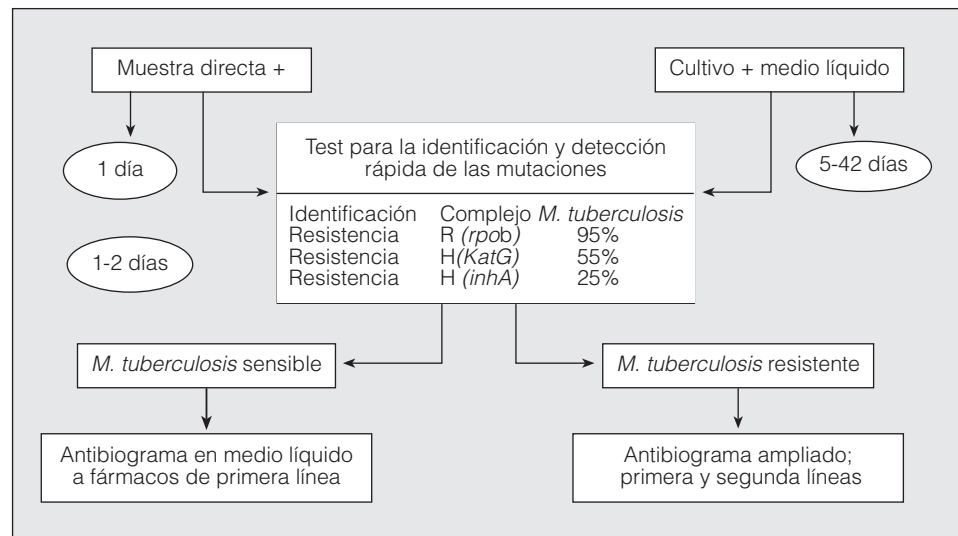 Muestra directa +
Cultivo + medio líquido
1 día
5-42 días
Test para la identificación y detección
rápida de las mutaciones
Identificación Complejo M. tuberculosis
Resistencia R (rpob) 95%
Resistencia H(KatG) 55%
Resistencia H (inhA) 25%
1-2 días
M. tuberculosis sensible
M. tuberculosis resistente
Antibiograma en medio líquido
a fármacos de primera línea
Antibiograma ampliado;
primera y segunda líneas